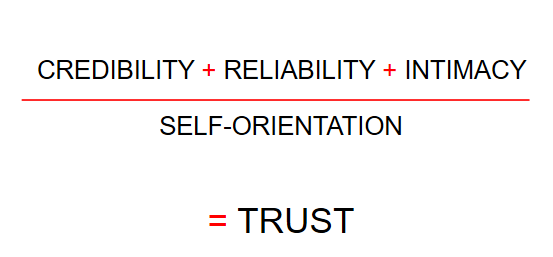 CREDIBILITY + RELIABILITY + INTIMACY
SELF-ORIENTATION
= TRUST